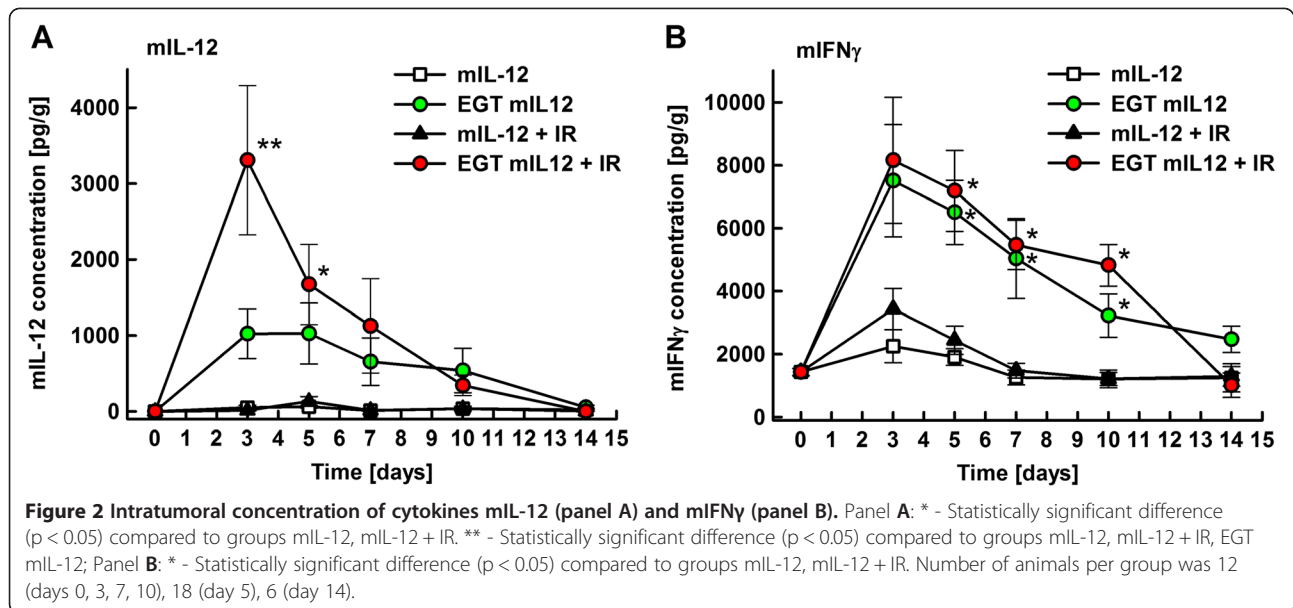 A
mIL-12
mIL-12
EGT mIL12
mIL-12 + IR
EGT mIL12 + IR
mIL-12 concentration [pg/g]
4000
3000
2000
1000
0
**
*
0 1 2 3 4 5 6 7 8 9 10 11 12 13 14 15
Time [days]
B
mIFNγ
mIL-12
EGT mIL12
mIL-12 + IR
EGT mIL12 + IR
mIFNγ concentration [pg/g]
10000
8000
6000
4000
2000
0
*
*
*
*
*
*
0 1 2 3 4 5 6 7 8 9 10 11 12 13 14 15
Time [days]
Figure 2 Intratumoral concentration of cytokines mIL-12 (panel A) and mIFNγ (panel B). Panel A: * - Statistically significant difference
(p < 0.05) compared to groups mIL-12, mIL-12 + IR. ** - Statistically significant difference (p < 0.05) compared to groups mIL-12, mIL-12 + IR, EGT
mIL-12; Panel B: * - Statistically significant difference (p < 0.05) compared to groups mIL-12, mIL-12 + IR. Number of animals per group was 12
(days 0, 3, 7, 10), 18 (day 5), 6 (day 14).